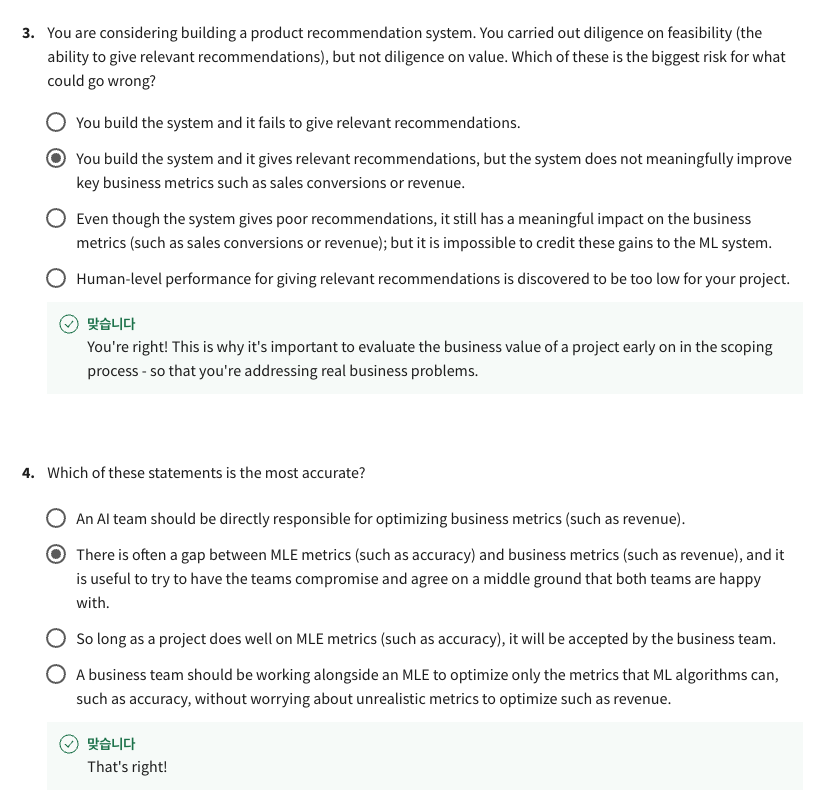 3. You are considering building a product recommendation system. You carried out diligence on feasibility (the
ability to give relevant recommendations), but not diligence on value. Which of these is the biggest risk for what
could go wrong?
You build the system and it fails to give relevant recommendations.
You build the system and it gives relevant recommendations, but the system does not meaningfully improve
key business metrics such as sales conversions or revenue.
Even though the system gives poor recommendations, it still has a meaningful impact on the business
metrics (such as sales conversions or revenue); but it is impossible to credit these gains to the ML system.
Human-level performance for giving relevant recommendations is discovered to be too low for your project.
맞습니다
You're right! This is why it's important to evaluate the business value of a project early on in the scoping
process - so that you're addressing real business problems.
4. Which of these statements is the most accurate?
An AI team should be directly responsible for optimizing business metrics (such as revenue).
There is often a gap between MLE metrics (such as accuracy) and business metrics (such as revenue), and it
is useful to try to have the teams compromise and agree on a middle ground that both teams are happy
with.
So long as a project does well on MLE metrics (such as accuracy), it will be accepted by the business team.
A business team should be working alongside an MLE to optimize only the metrics that ML algorithms can,
such as accuracy, without worrying about unrealistic metrics to optimize such as revenue.
맞습니다
That's right!